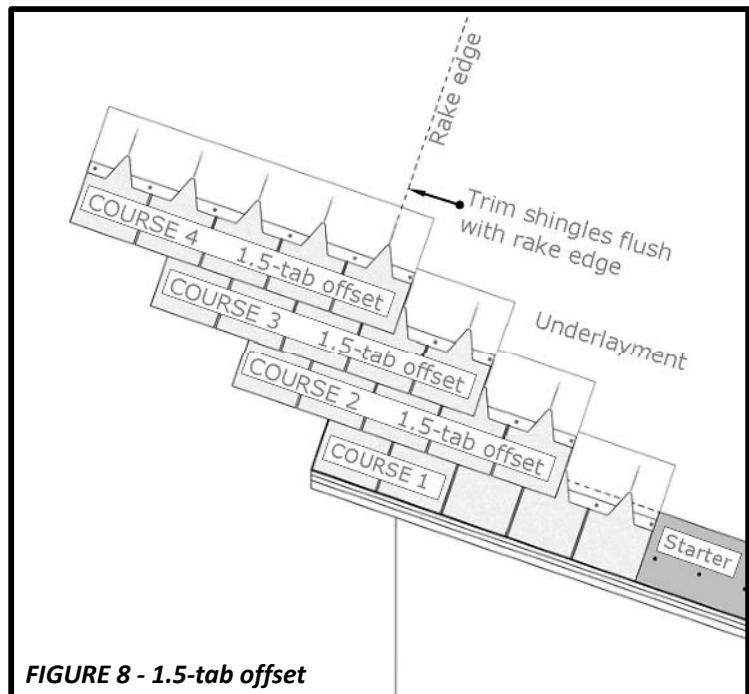 Rake edge
Trim shingles flush
with rake edge
COURSE 4 1.5-tab offset
COURSE 3 1.5-tab offset
Underlayment
COURSE 2 1.5-tab offset
COURSE 1
Starter
FIGURE 8 - 1.5-tab offset